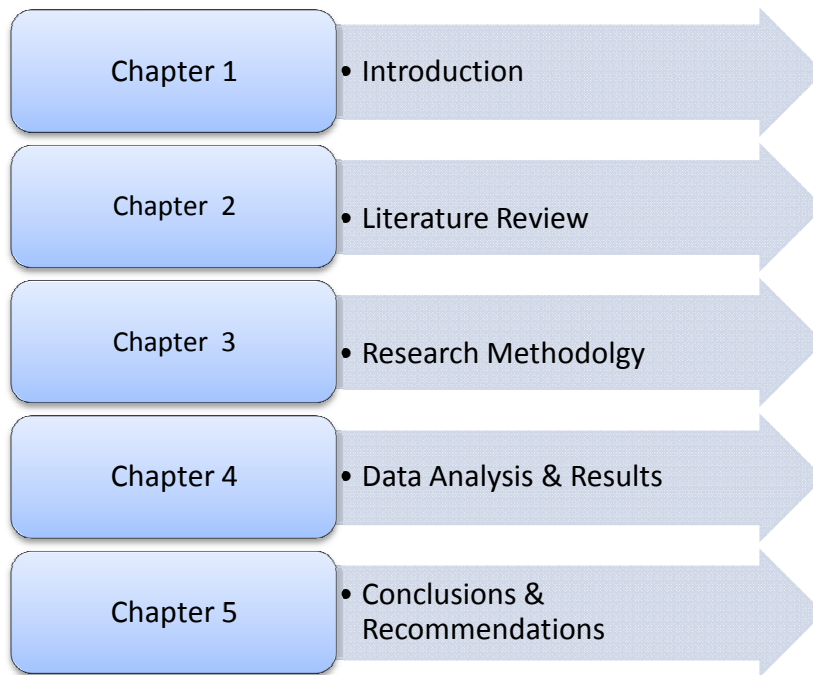 Chapter 1
• Introduction
Chapter 2
• Literature Review
Chapter 3
• Research Methodolgy
Chapter 4
• Data Analysis & Results
Chapter 5
• Conclusions &
Recommendations